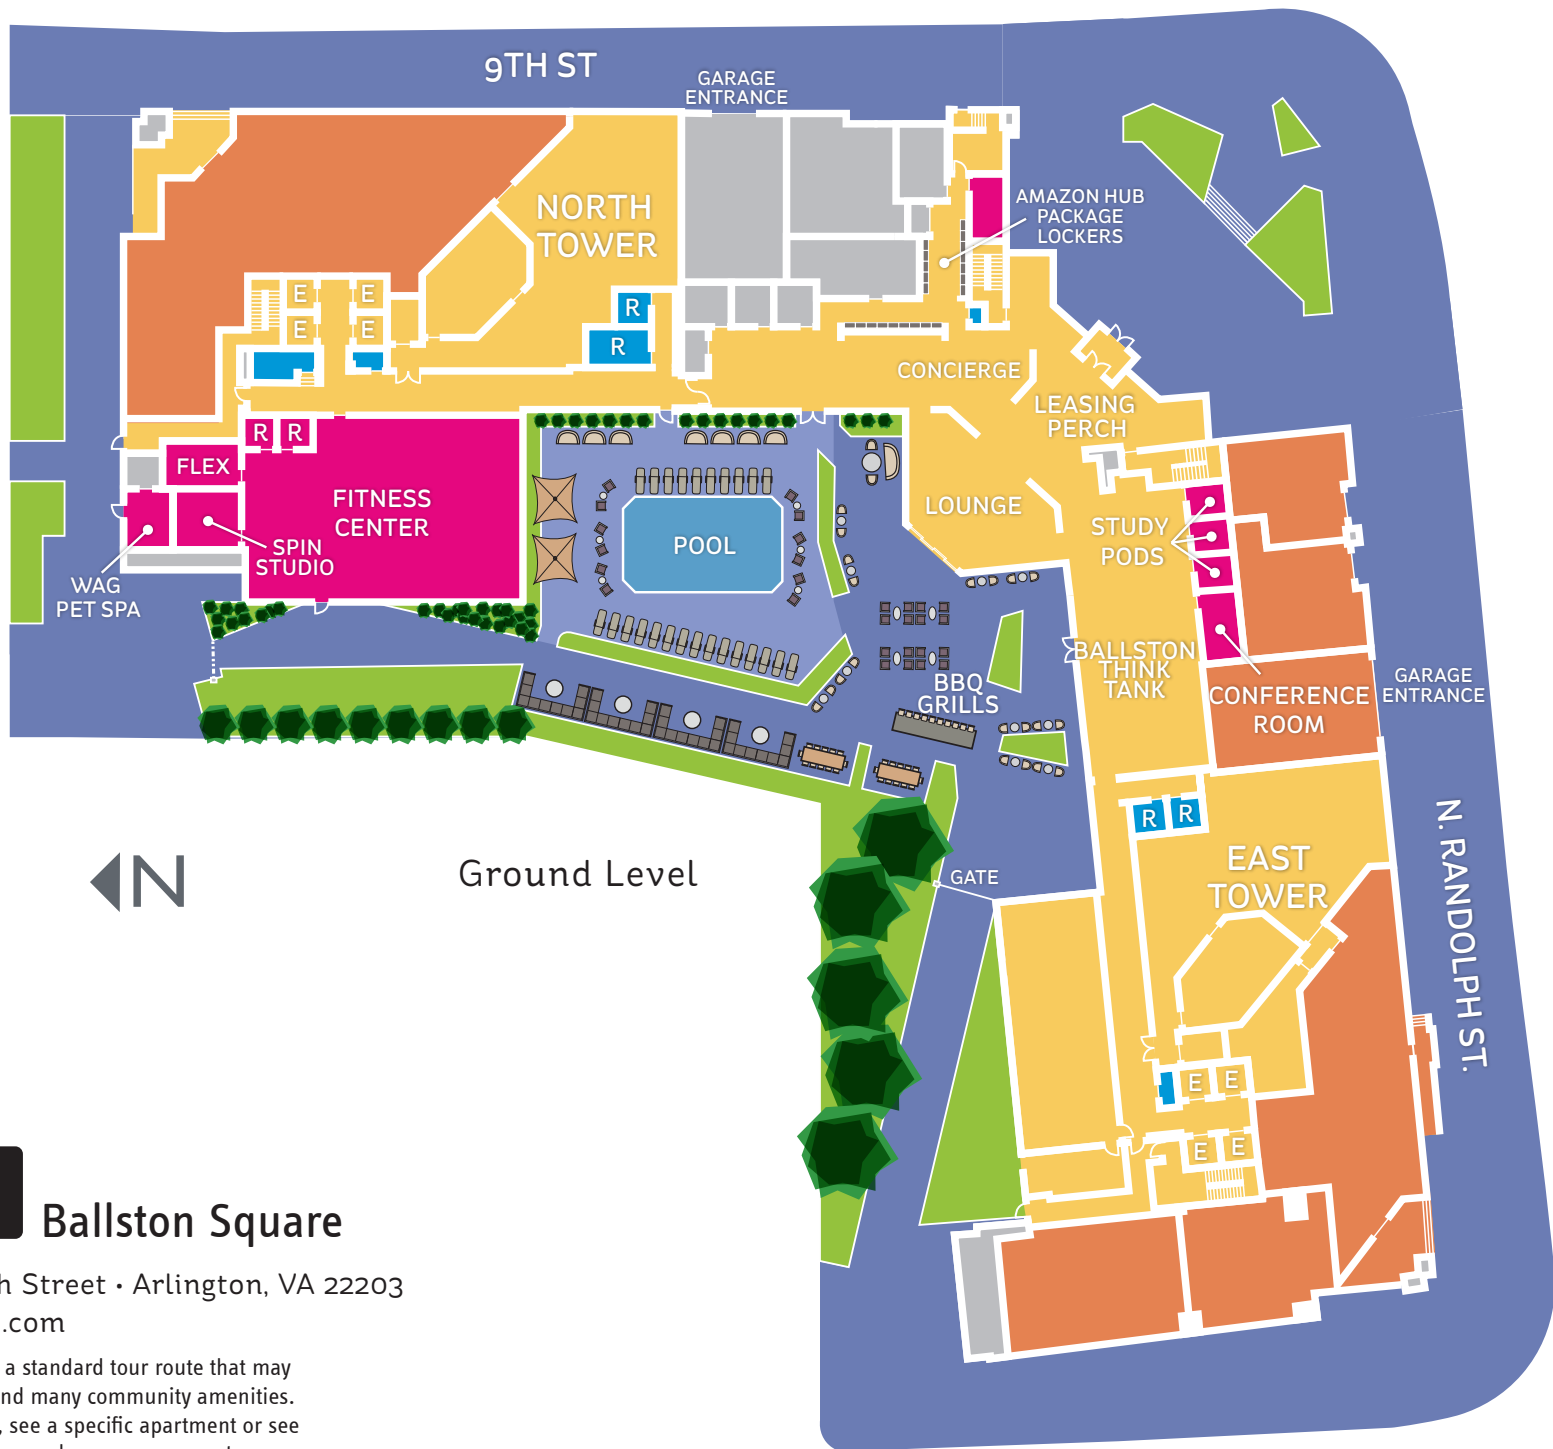 9TH ST
GARAGE
ENTRANCE
AMAZON HUB
PACKAGE
LOCKERS
NORTH
TOWER
E
E
E
E
R
R
CONCIERGE
LEASING
PERCH
R
R
FLEX
FITNESS
CENTER
SPIN
STUDIO
WAG
PET SPA
POOL
LOUNGE
STUDY
PODS
BALLSTON
THINK
TANK
BBQ
GRILLS
CONFERENCE
ROOM
GARAGE
ENTRANCE
R
R
EAST
TOWER
N. RANDOLPH ST.
GATE
E
E
E
E
N
Ground Level
Ballston Square
Street • Arlington, VA 22203
.com
a standard tour route that may
many community amenities.
see a specific apartment or see